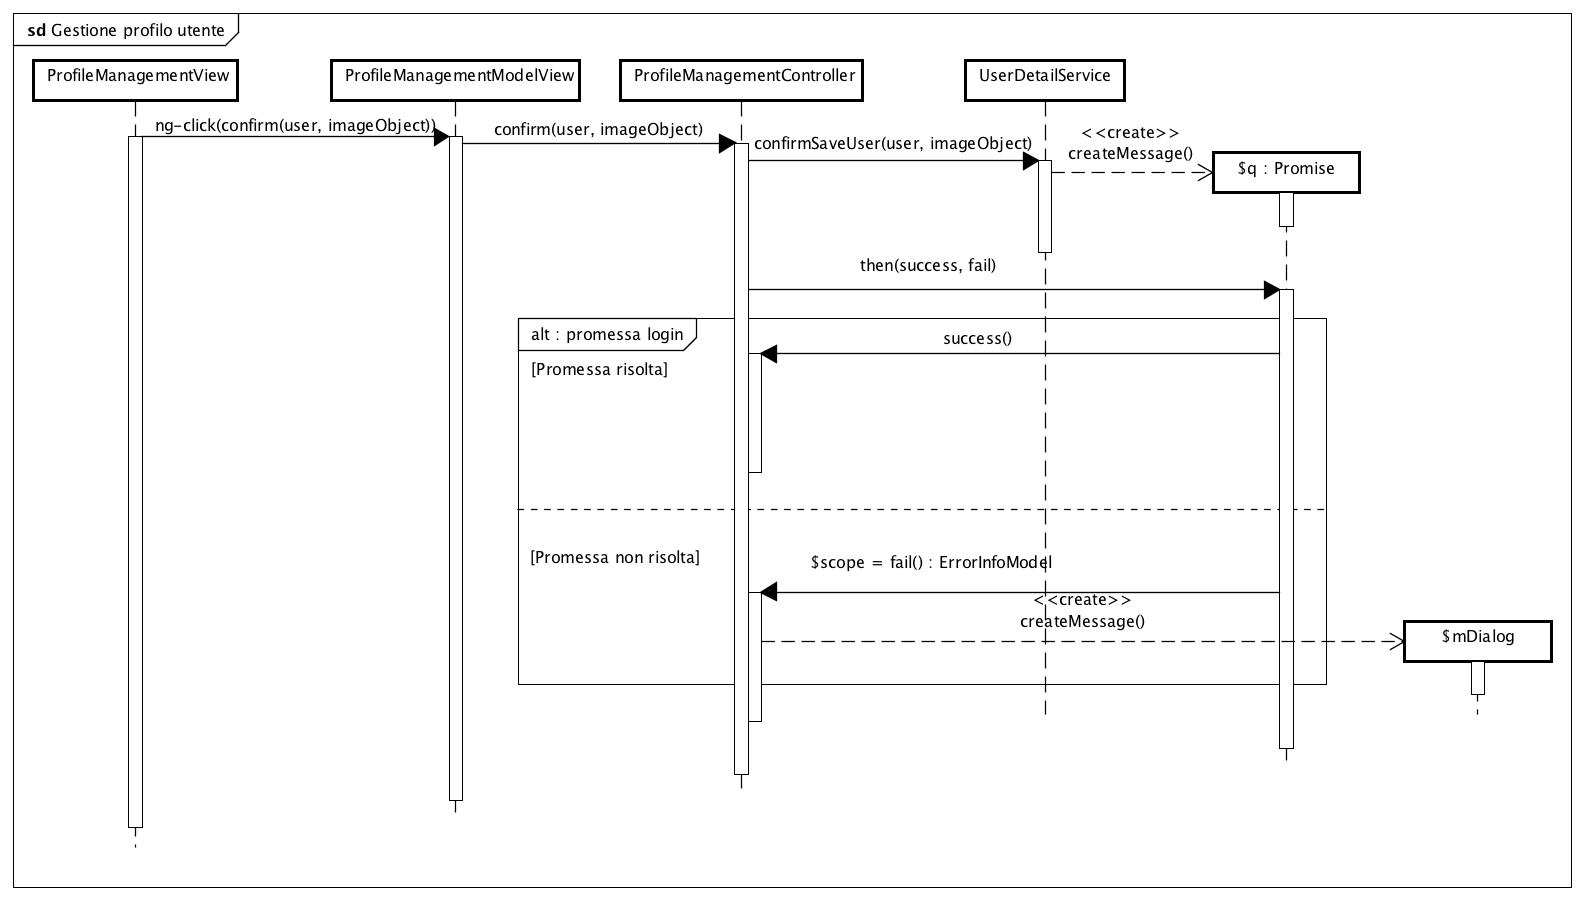 sd Gestione profilo utente
ProfileManagementView
ProfileManagementModelView
ProfileManagementController
UserDetailService
ng-click(confirm(user, imageObject))
confirm(user, imageObject)
confirmSaveUser(user, imageObject)
<<create>>
createMessage()
$q : Promise
then(success, fail)
alt : promessa login
success()
[Promessa risolta]
[Promessa non risolta]
$scope = fail() : ErrorInfoModel
<<create>>
createMessage()
$mDialog